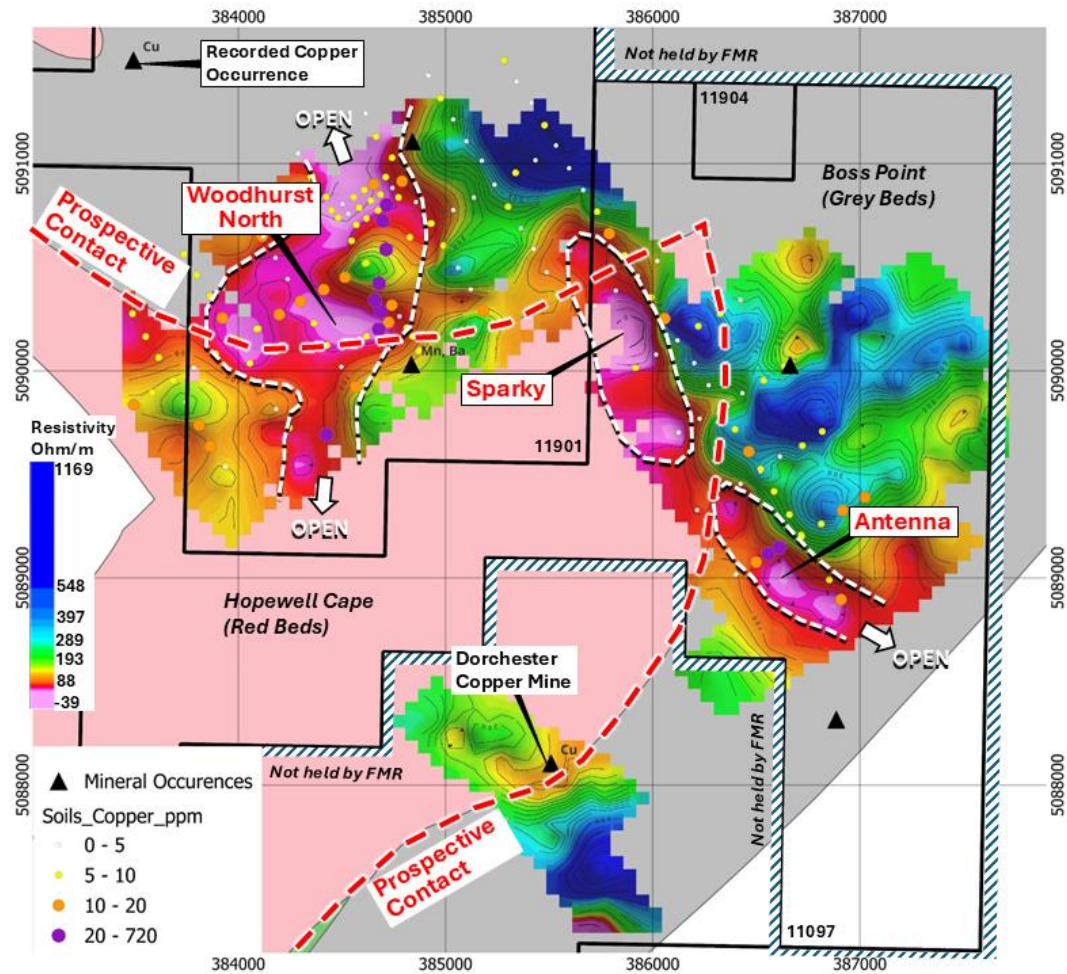 384000
385000
386000
387000
Cu
Recorded Copper
Occurrence
Not held by FMR
11904
OPEN
5091000
5091000
Boss Point
(Grey Beds)
Woodhurst
North
Prospective
Contact
5090000
5090000
Mn, Ba
Sparky
11901
Resistivity
Ohm/m
1169
548
397
289
193
88
-39
OPEN
Antenna
5089000
5089000
Hopewell Cape
(Red Beds)
OPEN
Dorchester
Copper Mine
Cu
Not held by FMR
Not held by FMR
5088000
5088000
Mineral Occurences
Soils_Copper_ppm
0 - 5
5 - 10
10 - 20
20 - 720
Prospective
Contact
11097
384000
385000
386000
387000